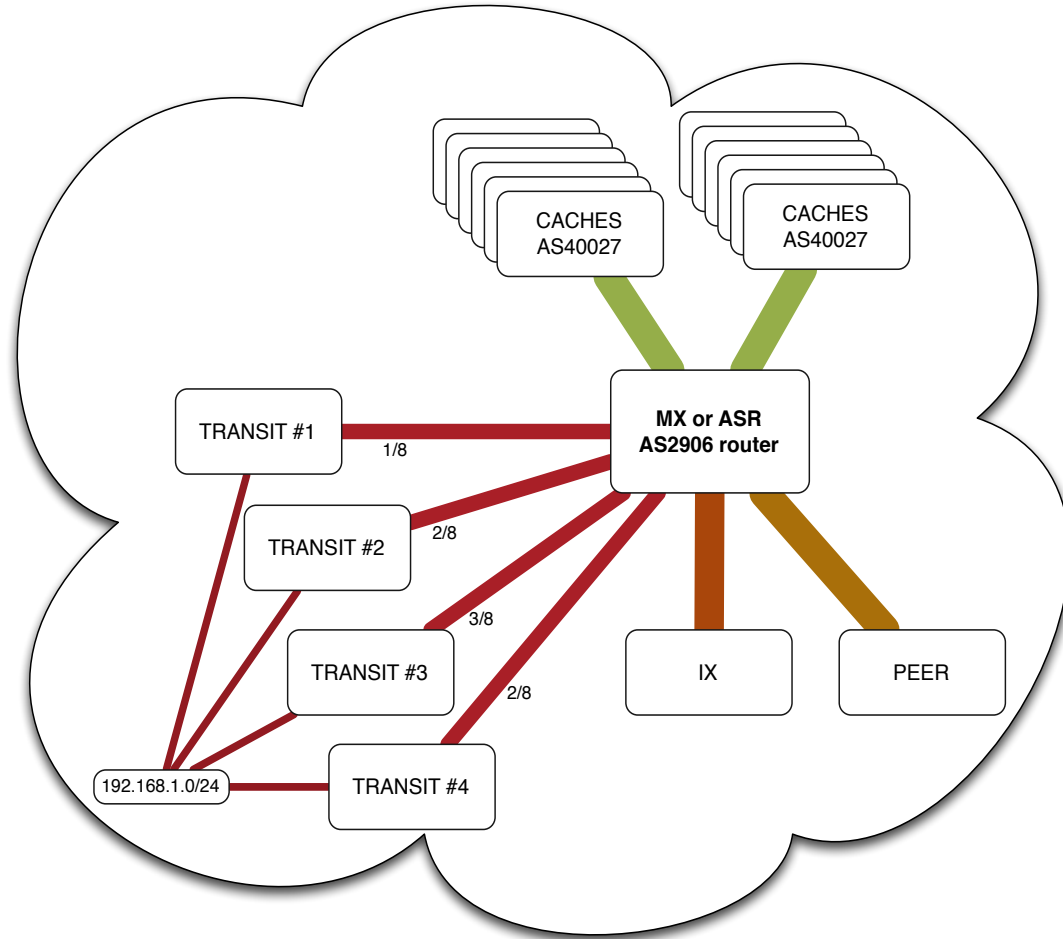 CACHES
AS40027
CACHES
AS40027
MX or ASR
AS2906 router
TRANSIT #1
1/8
TRANSIT #2
2/8
3/8
TRANSIT #3
2/8
IX
PEER
192.168.1.0/24
TRANSIT #4